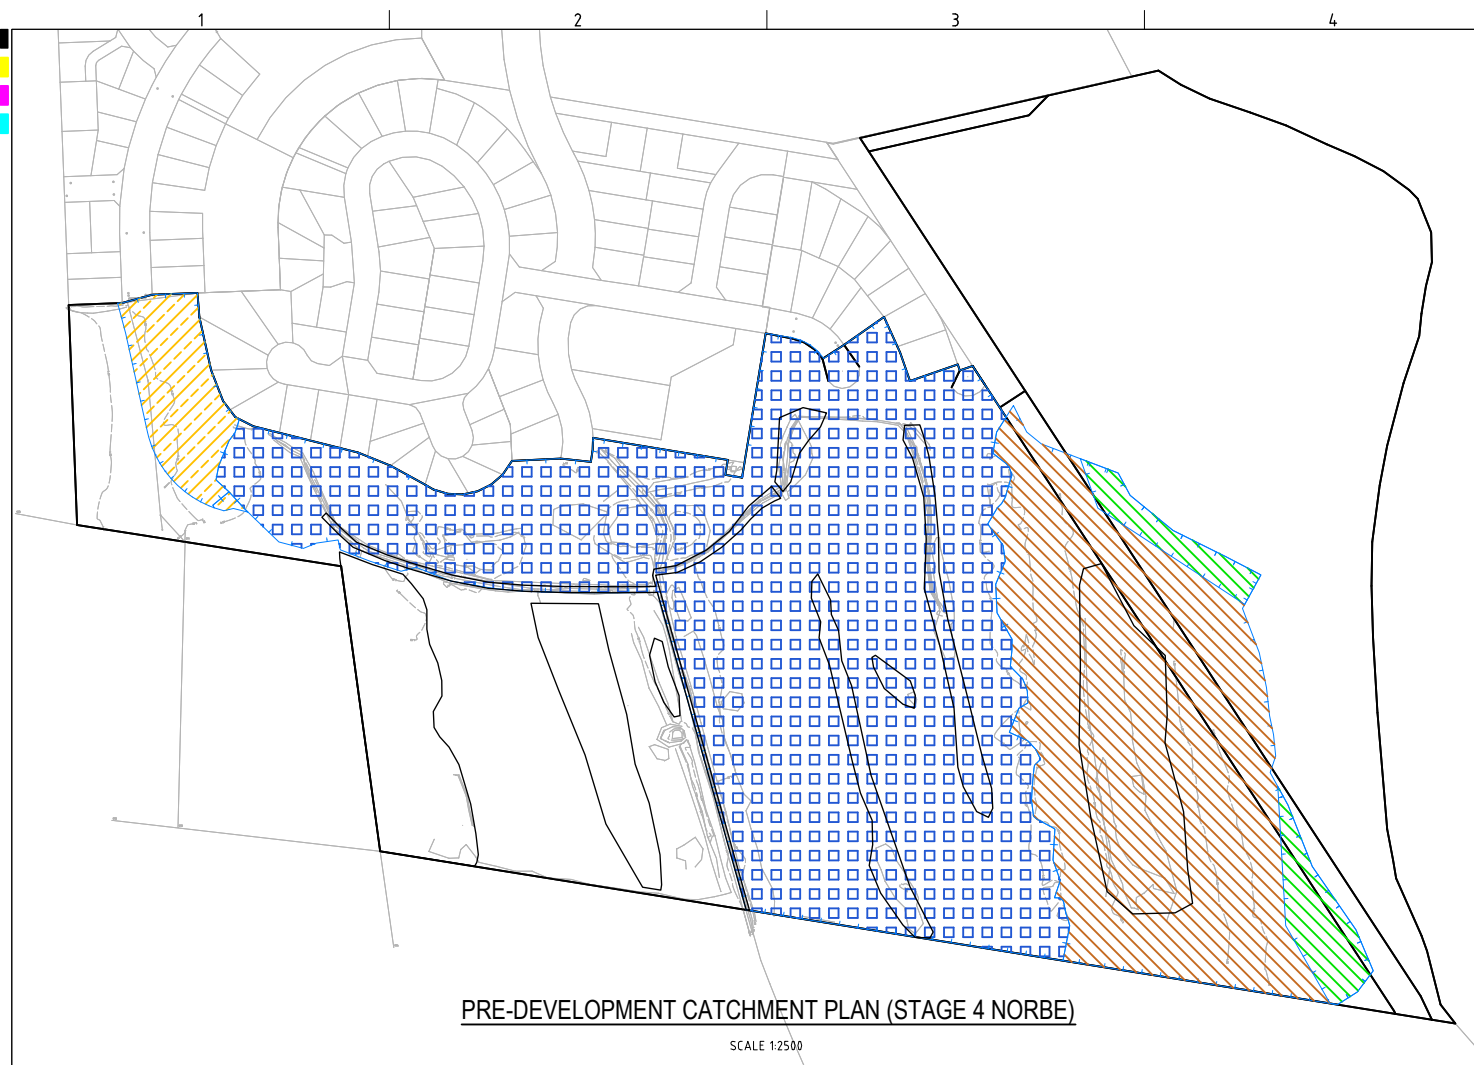 1 2 3 4
PRE-DEVELOPMENT CATCHMENT PLAN (STAGE 4 NORBE)
SCALE 1:2500